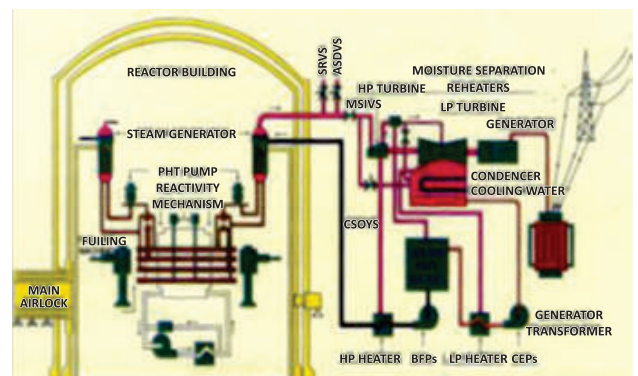 REACTOR BUILDING
SRVS
ASDVS
MOISTURE SEPARATION
REHEATERS
HP TURBINE
MSIVS
LP TURBINE
GENERATOR
STEAM GENERATOR
PHT PUMP
REACTIVITY
MECHANISM
CONDENCER
COOLING WATER
CSOYS
FUILING
MAIN
AIRLOCK
GENERATOR
TRANSFORMER
HP HEATER
BFPs
LP HEATER
CEPs